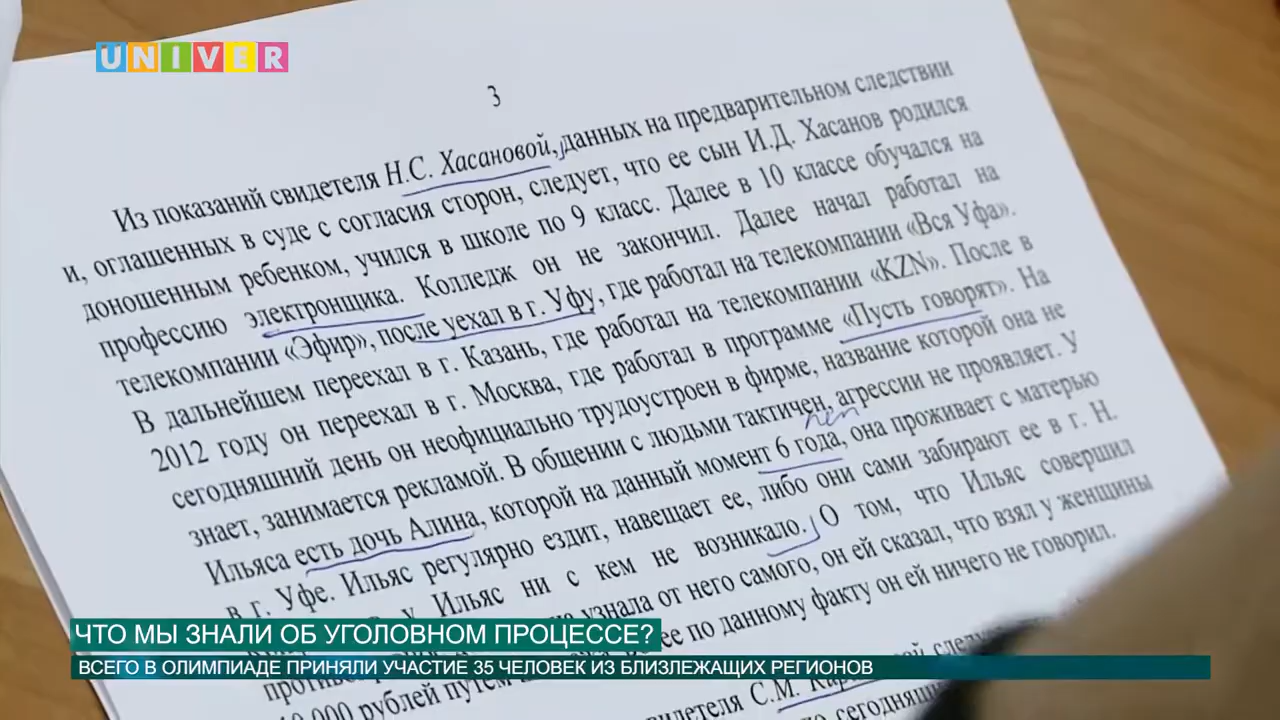 UNIVER
3
Из показаний свидетеля Н.С. Хасановой, данных на предварительном следствии
и, оглашенных в суде с согласия сторон, следует, что ее сын И.Д. Хасанов родился
доношенным ребенком, учился в школе по 9 класс. Далее в 10 классе обучался на
профессию электронщика. Колледж он не закончил. Далее начал работал на
телекомпании «Эфир», после уехал в г. Уфу, где работал на телекомпании «Вся Уфа».
В дальнейшем переехал в г. Казань, где работал на телекомпании «KZN». После в
2012 году он переехал в г. Москва, где работал в программе «Пусть говорят». На
сегодняшний день он неофициально трудоустроен в фирме, название которой она не
знает, занимается рекламой. В общении с людьми тактичен, агрессии не проявляет. У
лет
Ильяса есть дочь Алина, которой на данный момент 6 года, она проживает с матерью
в г. Уфе. Ильяс регулярно ездит, навещает ее, либо они сами забирают ее в г. Н.
у Ильяс ни с кем не возникало. О том, что Ильяс совершил
узнала от него самого, он ей сказал, что взял у женщины
рублей путем
ее по данному факту он ей ничего не говорил.
С.М.
ЧТО МЫ ЗНАЛИ ОБ УГОЛОВНОМ ПРОЦЕССЕ?
ВСЕГО В ОЛИМПИАДЕ ПРИНЯЛИ УЧАСТИЕ 35 ЧЕЛОВЕК ИЗ БЛИЗЛЕЖАЩИХ РЕГИОНОВ